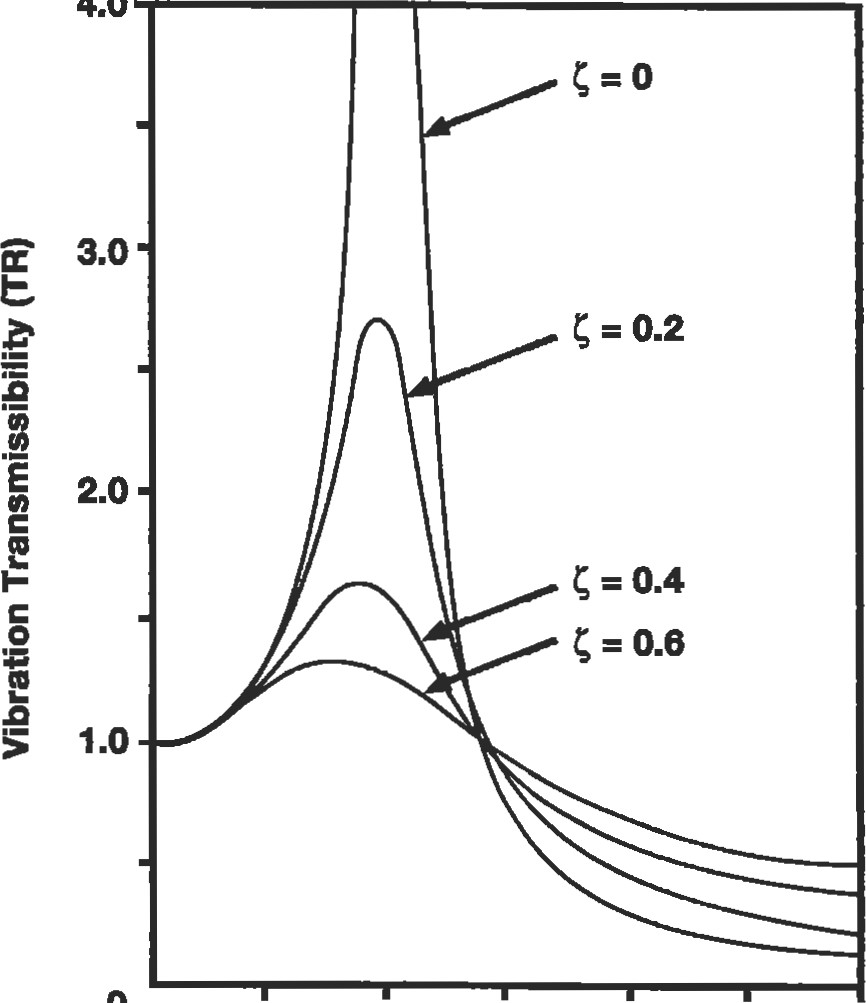 4.0
ζ = 0
3.0
Vibration Transmissibility (TR)
ζ = 0.2
2.0
ζ = 0.4
ζ = 0.6
1.0
0